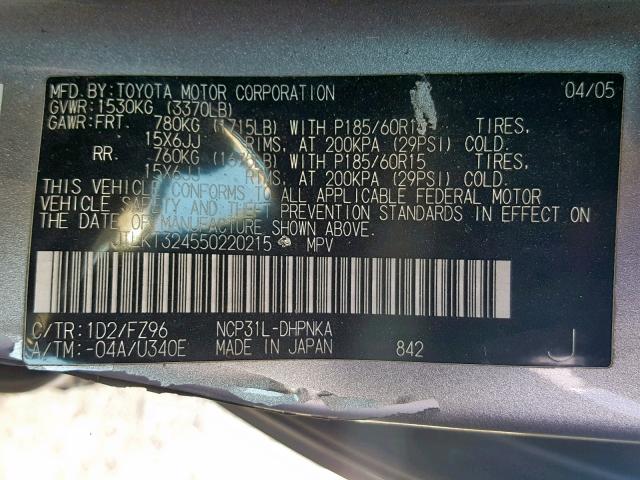 MFD. BY: TOYOTA MOTOR CORPORATION 04/05
GVWR: 1530KG (3370LB)
GAWR: FRT. 780KG (1715LB) WITH P185/60R15 TIRES,
15X6JJ RIMS, AT 200KPA (29PSI) COLD.
RR. 760KG LB) WITH P185/60R15 TIRES,
15X6JJ RIMS, AT 200KPA (29PSI) COLD.
THIS VEHICLE CONFORMS TO ALL APPLICABLE FEDERAL MOTOR
VEHICLE SAFETY AND THEFT PREVENTION STANDARDS IN EFFECT ON
THE DATE OF MANUFACTURE SHOWN ABOVE.
JTLKT324550220215 MPV
C/TR: 1D2/FZ96 NCP31L-DHPNKA
A/TM: -04A/U340E MADE IN JAPAN 842 J